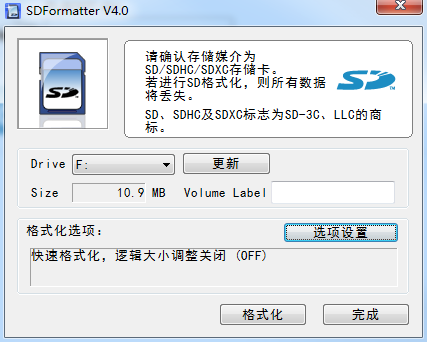 SDFormatter V4.0
请确认存储媒介为
SD/SDHC/SDXC存储卡。
若进行SD格式化，则所有数据
将丢失。
SD、SDHC及SDXC标志为SD-3C、LLC的商
标。
SD
SD
TM
Drive F: 更新
Size 10.9 MB Volume Label
格式化选项： 选项设置
快速格式化，逻辑大小调整关闭 (OFF)
格式化 完成